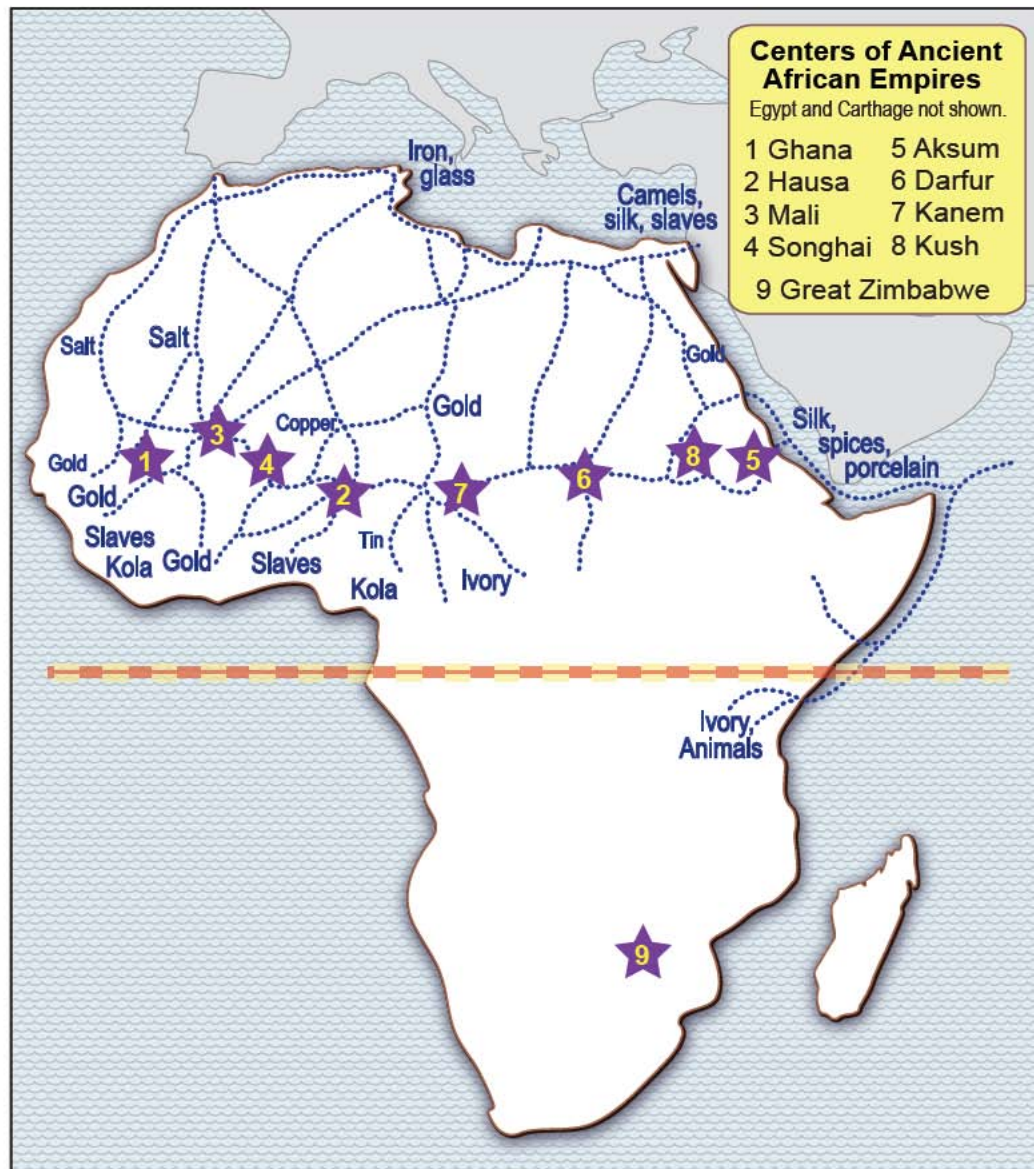 Centers of Ancient
African Empires
Egypt and Carthage not shown.
1 Ghana 5 Aksum
2 Hausa 6 Darfur
3 Mali 7 Kanem
4 Songhai 8 Kush
9 Great Zimbabwe
Iron,
glass
Camels,
silk, slaves
Salt
Salt
Gold
Copper
Gold
Silk,
spices,
porcelain
3
1
4
8
5
Gold
Gold
2
7
6
Slaves
Kola
Gold
Slaves
Tin
Kola
Ivory
Ivory,
Animals
9